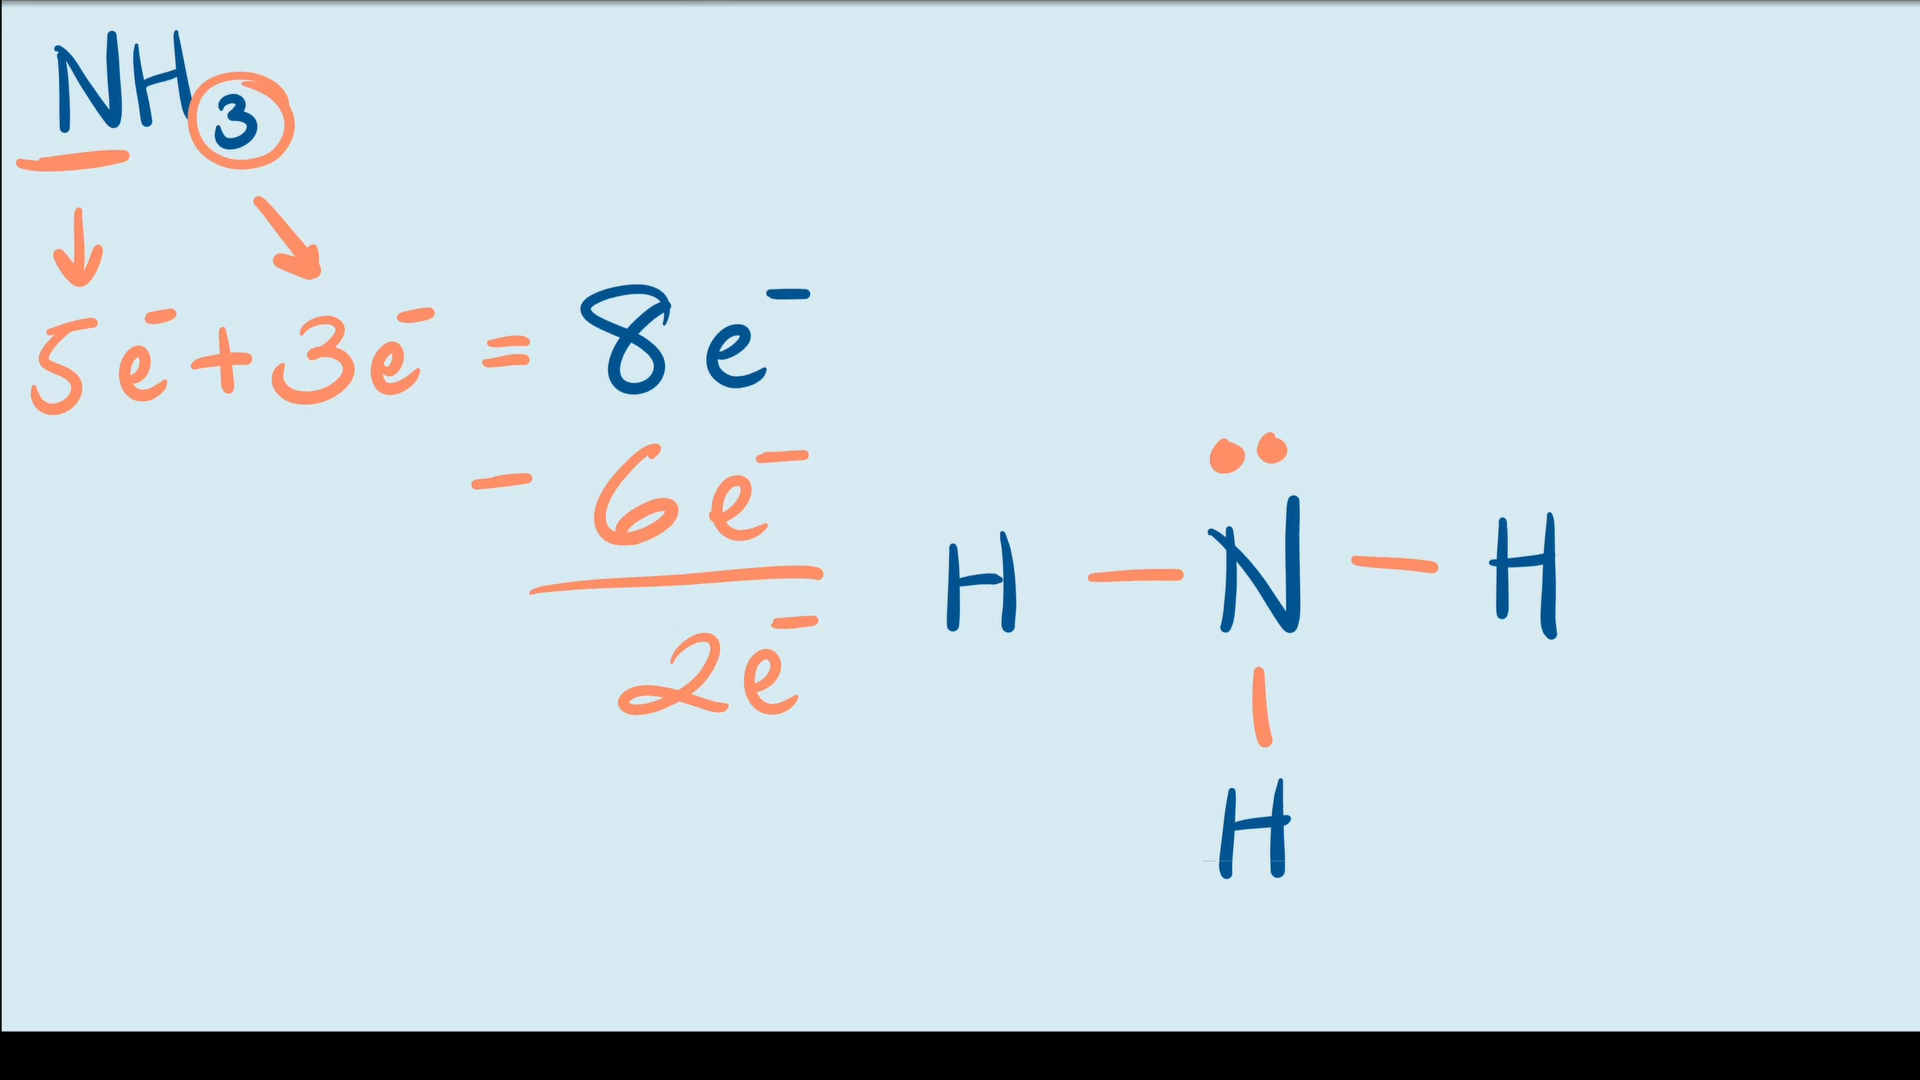 NH3
5e- + 3e- = 8e-
- 6e-
2e-
H - N - H
H